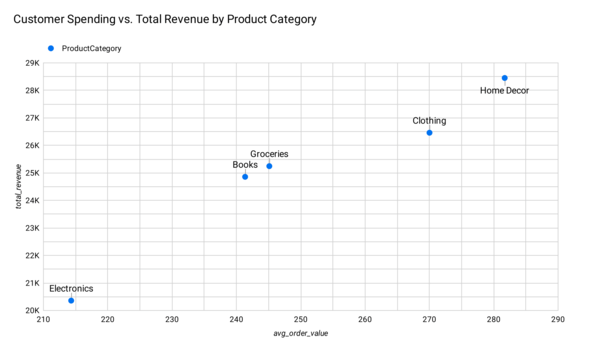 Customer Spending vs. Total Revenue by Product Category
ProductCategory
29K
28K
Home Decor
27K
Clothing
26K
Groceries
Books
25K
total_revenue
24K
23K
22K
21K
Electronics
20K
210 220 230 240 250 260 270 280 290
avg_order_value